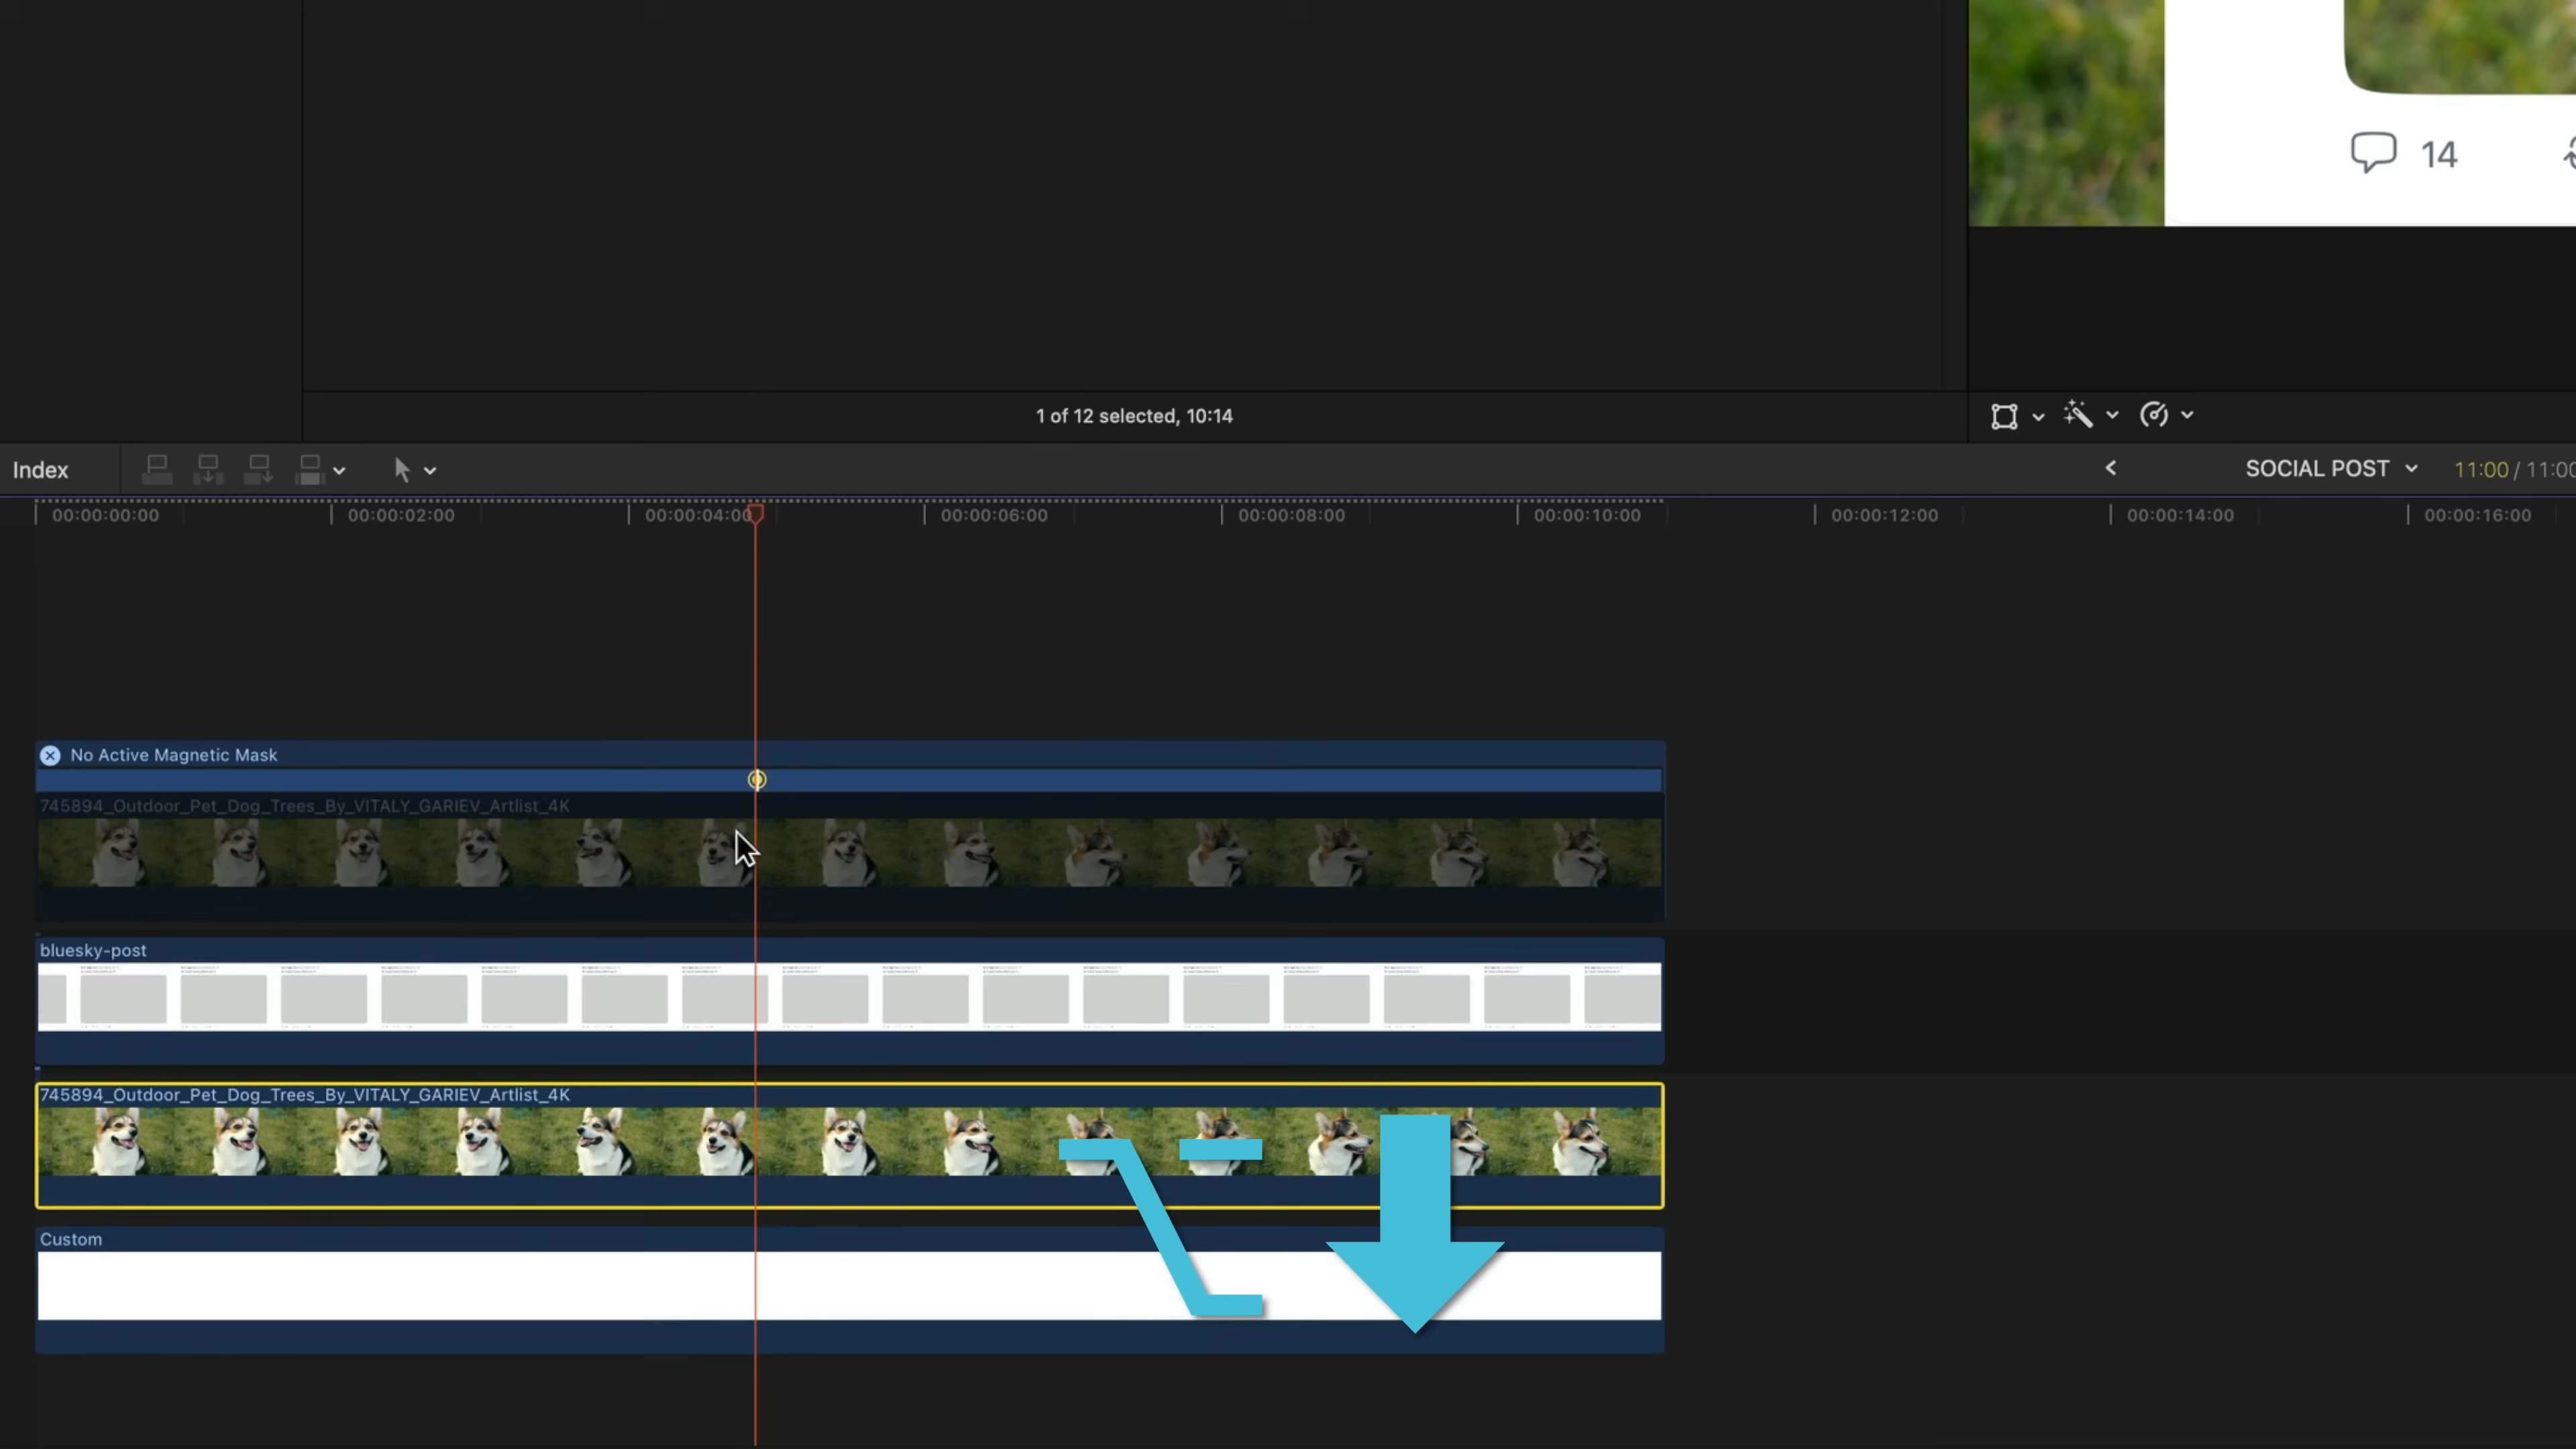 14
1 of 12 selected, 10:14
Index
SOCIAL POST
11:00 / 11:00
00:00:00:00
00:00:02:00
00:00:04:00
00:00:06:00
00:00:08:00
00:00:10:00
00:00:12:00
00:00:14:00
00:00:16:00
No Active Magnetic Mask
745894_Outdoor_Pet_Dog_Trees_By_VITALY_GARIEV_Artlist_4K
bluesky-post
745894_Outdoor_Pet_Dog_Trees_By_VITALY_GARIEV_Artlist_4K
Custom